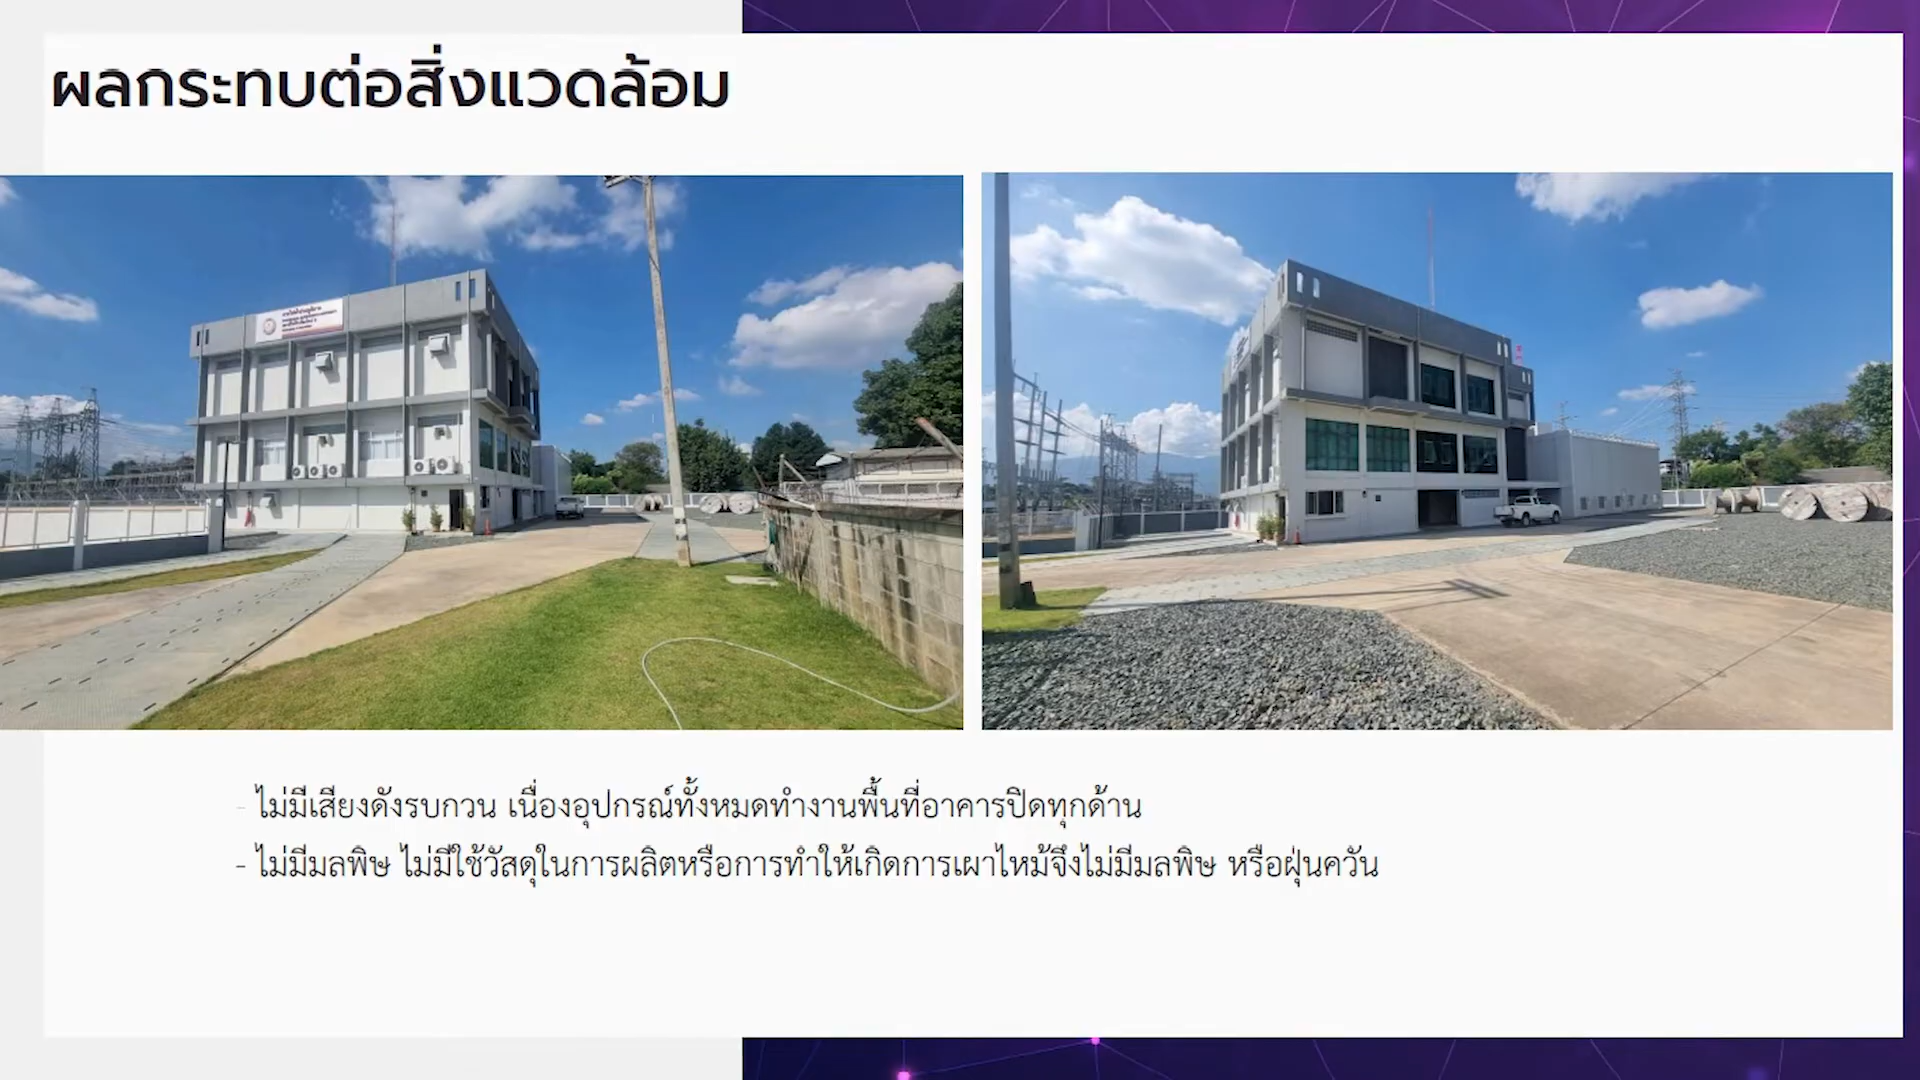 ผลกระทบต่อสิ่งแวดล้อม
- ไม่มีเสียงดังรบกวน เนื่องอุปกรณ์ทั้งหมดทำงานพื้นที่อาคารปิดทุกด้าน
- ไม่มีมลพิษ ไม่มีใช้วัสดุในการผลิตหรือการทำให้เกิดการเผาไหม้จึงไม่มีมลพิษ หรือฝุ่นควัน